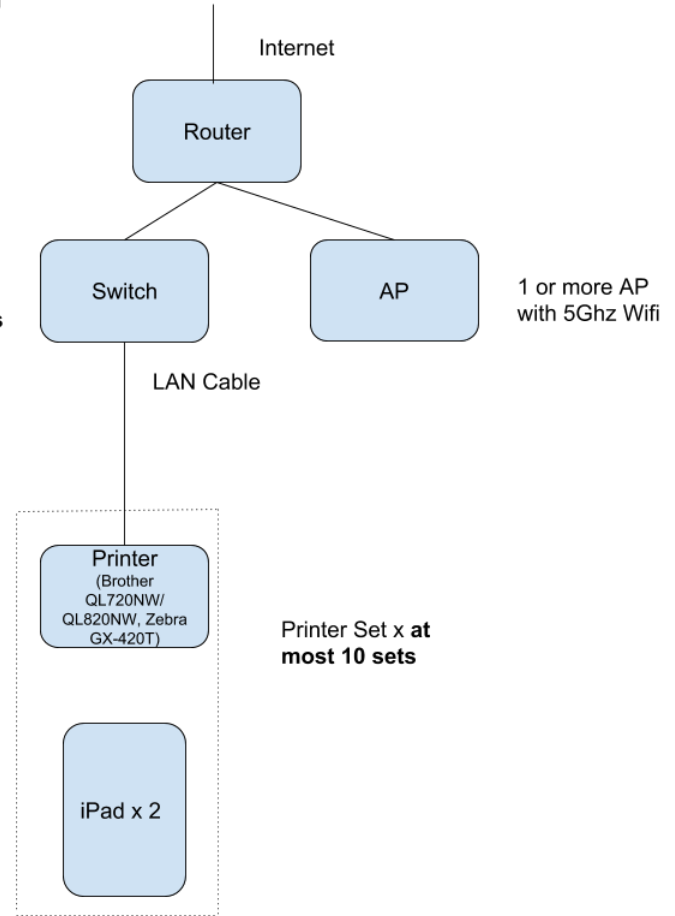 Internet
Router
Switch
AP
1 or more AP
with 5Ghz Wifi
LAN Cable
Printer
(Brother
QL720NW/
QL820NW, Zebra
GX-420T)
Printer Set x at
most 10 sets
iPad x 2